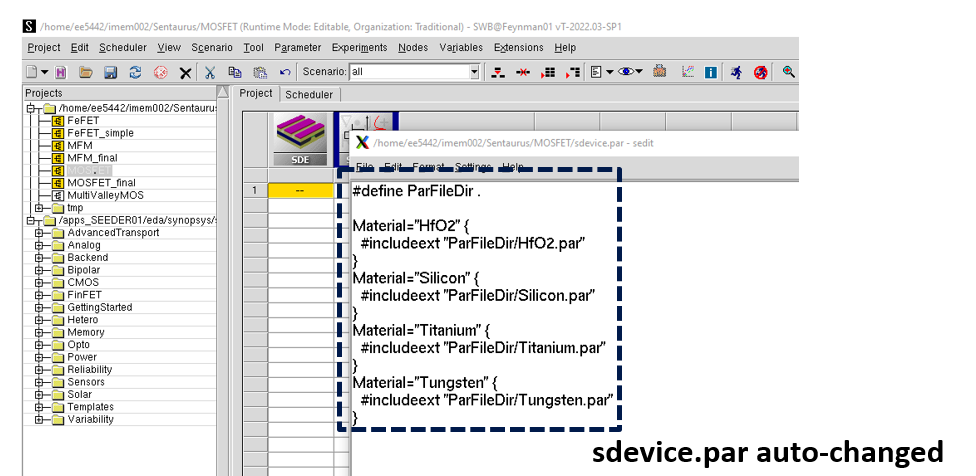 S /home/ee5442/imem002/Sentaurus/MOSFET (Runtime Mode: Editable, Organization: Traditional) - SWB@Feynman01 vT-2022.03-SP1
Project Edit Scheduler View Scenario Tool Parameter Experiments Nodes Variables Extensions Help
Scenario: all
Projects
/home/ee5442/imem002/Sentauru:
FeFET
FeFET_simple
MFM
MFM_final
MOSFET
MOSFET_final
MultiValleyMOS
tmp
/apps_SEEDER01/eda/synopsys/s
AdvancedTransport
Analog
Backend
Bipolar
CMOS
FinFET
GettingStarted
Hetero
Memory
Opto
Power
Reliability
Sensors
Solar
Templates
Variability
Project Scheduler
SDE
1 --
/home/ee5442/imem002/Sentaurus/MOSFET/sdevice.par - sedit
File Edit Format Settings Help
#define ParFileDir .
Material="HfO2" {
#includeext "ParFileDir/HfO2.par"
}
Material="Silicon" {
#includeext "ParFileDir/Silicon.par"
}
Material="Titanium" {
#includeext "ParFileDir/Titanium.par"
}
Material="Tungsten" {
#includeext "ParFileDir/Tungsten.par"
}
sdevice.par auto-changed